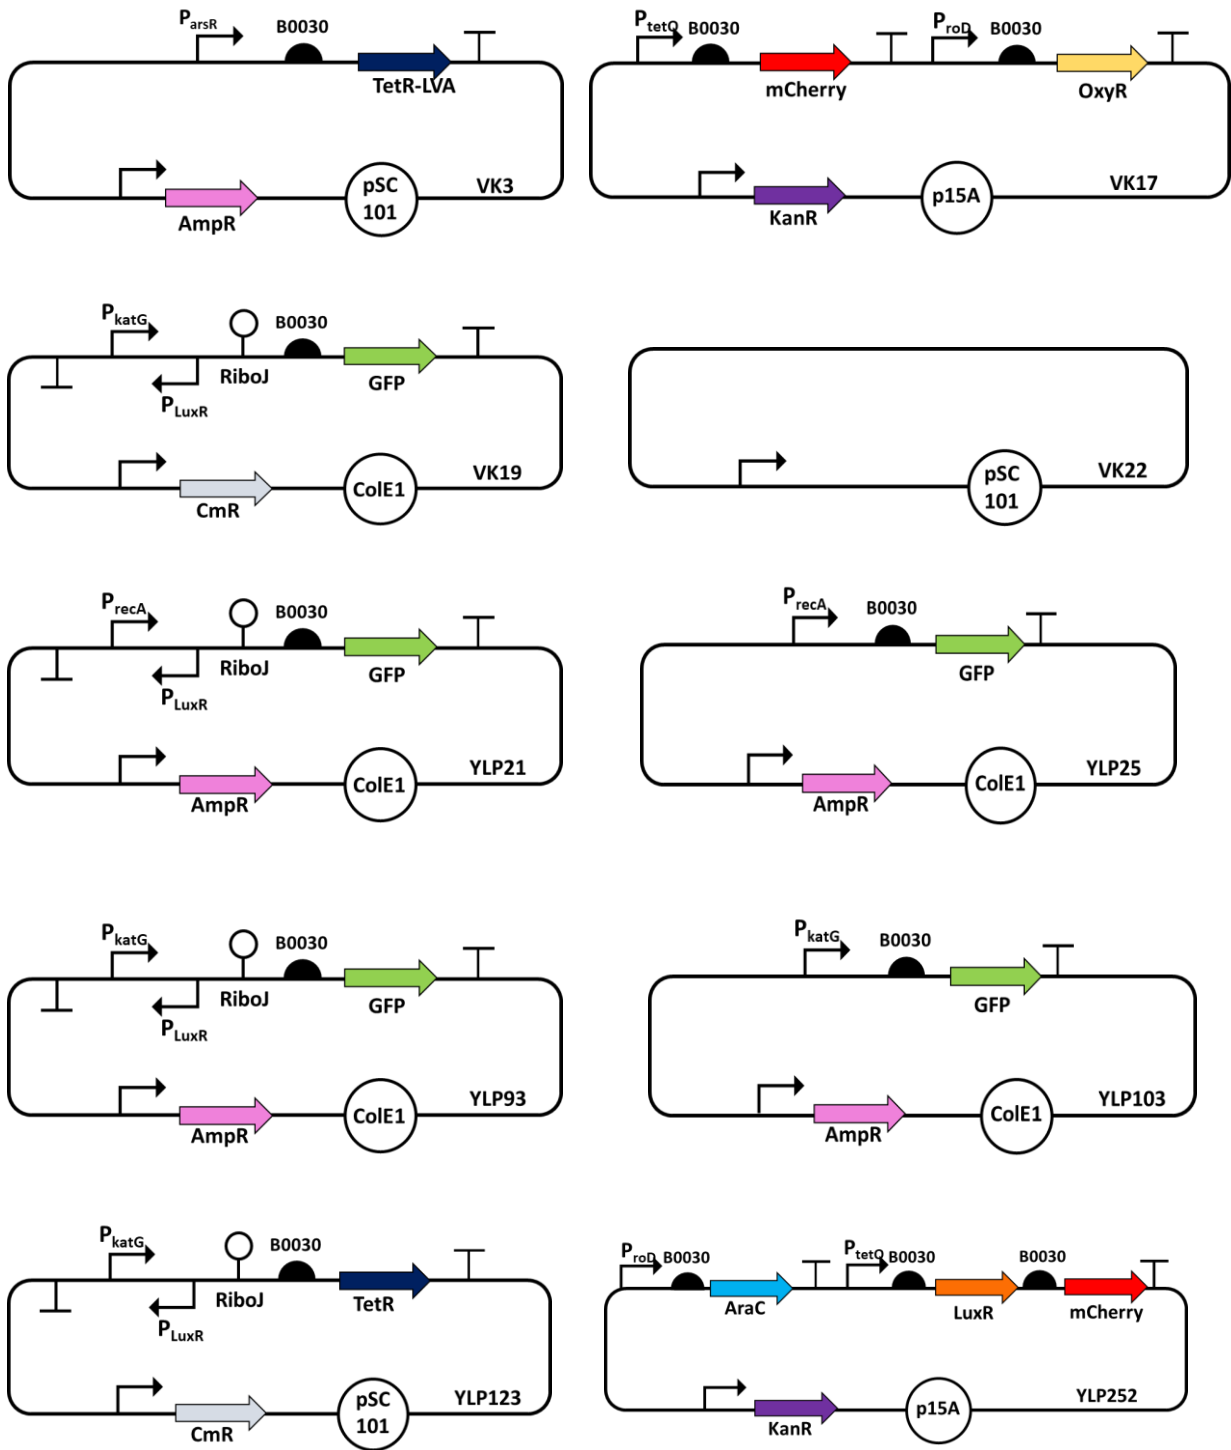 P_arsR
B0030
TetR-LVA
AmpR
pSC
101
VK3
P_tetO
B0030
mCherry
P_roD
B0030
OxyR
KanR
p15A
VK17
P_katG
P_LuxR
RiboJ
B0030
GFP
CmR
ColE1
VK19
pSC
101
VK22
P_recA
P_LuxR
RiboJ
B0030
GFP
AmpR
ColE1
YLP21
P_recA
B0030
GFP
AmpR
ColE1
YLP25
P_katG
P_LuxR
RiboJ
B0030
GFP
AmpR
ColE1
YLP93
P_katG
B0030
GFP
AmpR
ColE1
YLP103
P_katG
P_LuxR
RiboJ
B0030
TetR
CmR
pSC
101
YLP123
P_roD
B0030
AraC
P_tetO
B0030
LuxR
B0030
mCherry
KanR
p15A
YLP252